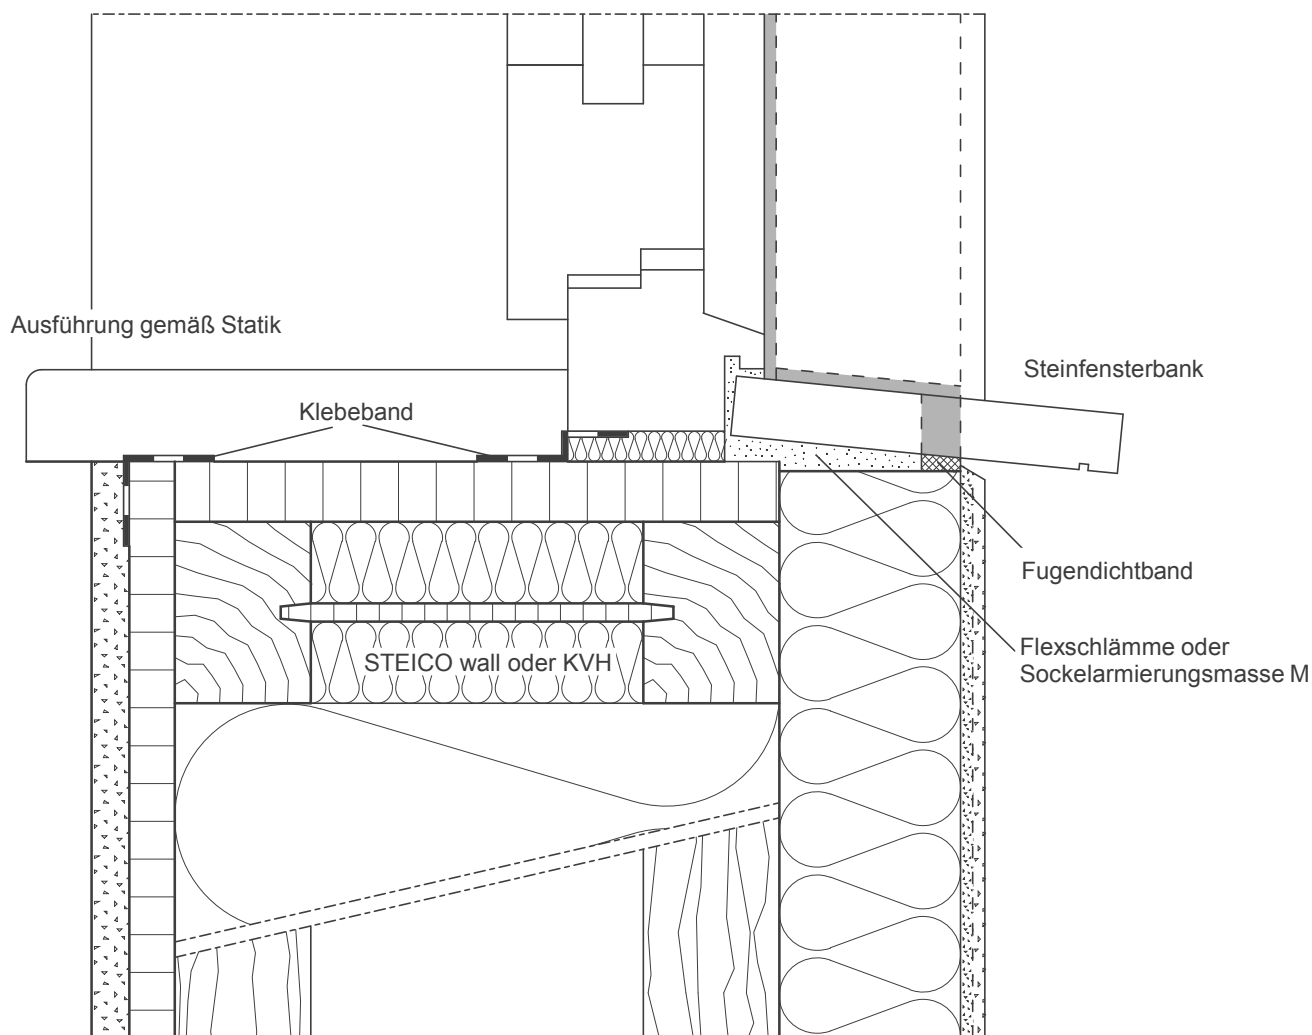 Ausführung gemäß Statik
Steinfensterbank
Klebeband
Fugendichtband
Flexschlämme oder
Sockelarmierungsmasse M
STEICO wall oder KVH